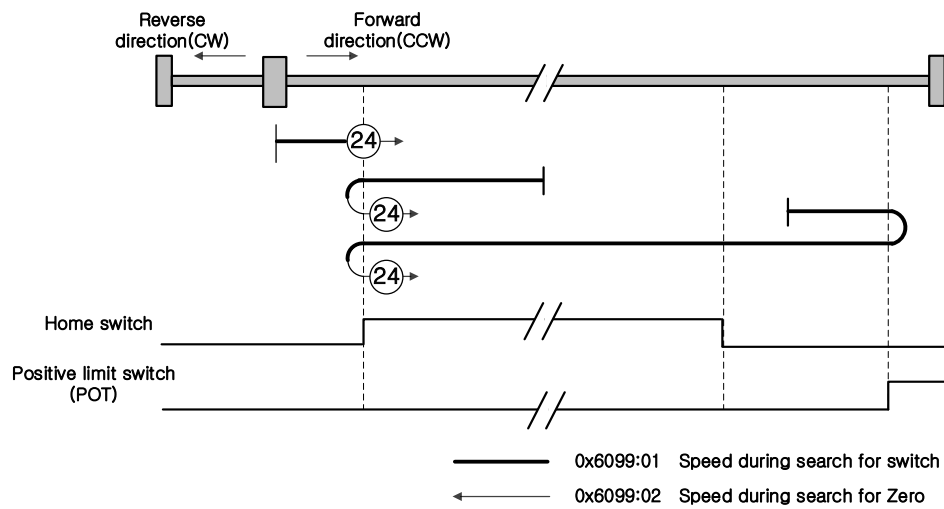 Reverse
direction(CW)
Forward
direction(CCW)
24
24
24
Home switch
Positive limit switch
(POT)
0x6099:01 Speed during search for switch
0x6099:02 Speed during search for Zero